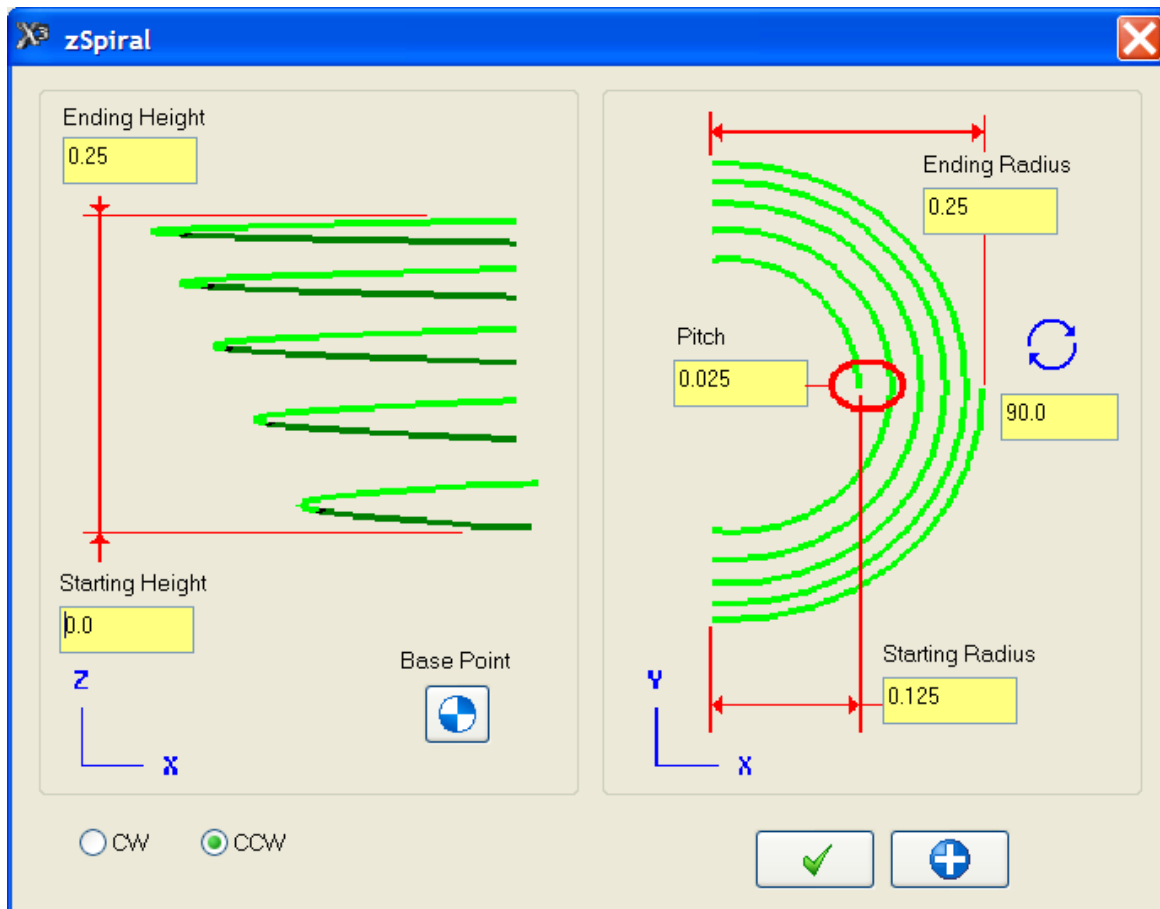 X3 zSpiral
Ending Height
0.25
Starting Height
0.0
Base Point
Z
X
Ending Radius
0.25
Pitch
0.025
90.0
Starting Radius
0.125
Y
X
CW
CCW